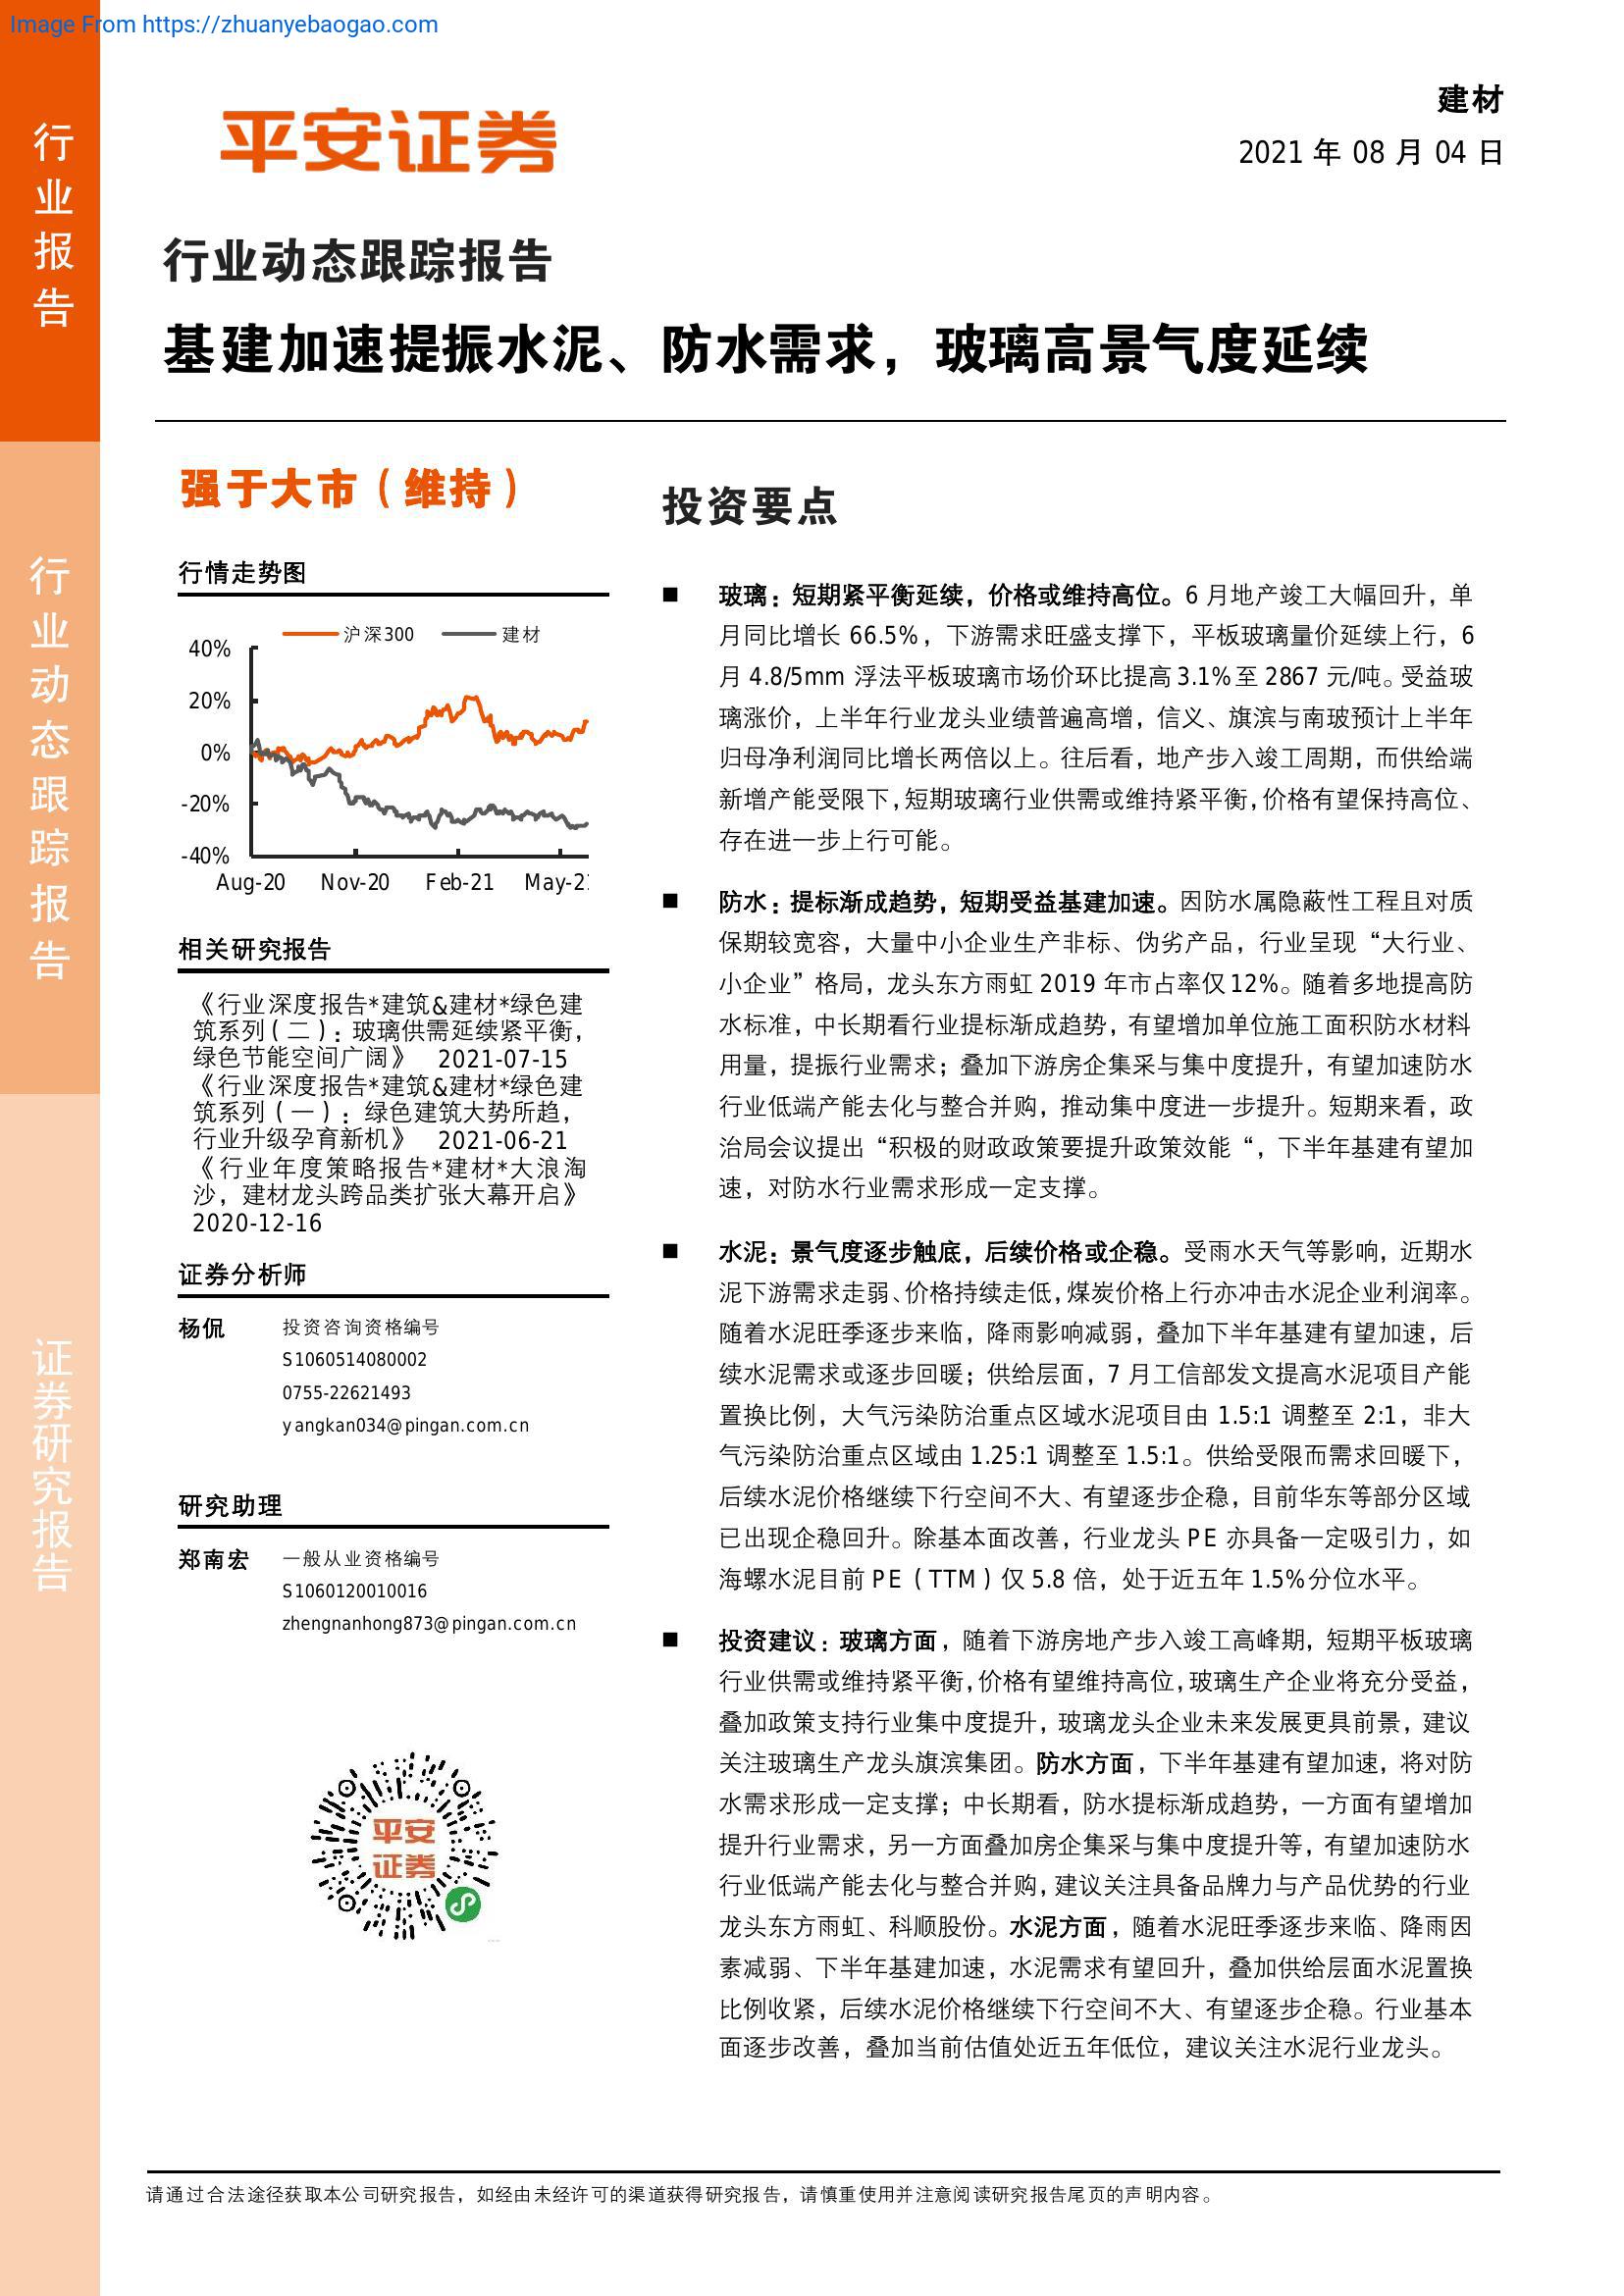 Image From https://zhuanyebaogao.com
行业报告
行业动态跟踪报告
证券研究报告
平安证券
建材
2021 年 08 月 04 日
行业动态跟踪报告
基建加速提振水泥、防水需求，玻璃高景气度延续
强于大市（维持）
行情走势图
沪深300 建材
40%
20%
0%
-20%
-40%
Aug-20 Nov-20 Feb-21 May-21
相关研究报告
《行业深度报告*建筑&建材*绿色建
筑系列（二）：玻璃供需延续紧平衡，
绿色节能空间广阔》 2021-07-15
《行业深度报告*建筑&建材*绿色建
筑系列（一）：绿色建筑大势所趋，
行业升级孕育新机》 2021-06-21
《行业年度策略报告*建材*大浪淘
沙，建材龙头跨品类扩张大幕开启》
2020-12-16
证券分析师
杨侃 投资咨询资格编号
S1060514080002
0755-22621493
yangkan034@pingan.com.cn
研究助理
郑南宏 一般从业资格编号
S1060120010016
zhengnanhong873@pingan.com.cn
平安
证券
投资要点
■ 玻璃：短期紧平衡延续，价格或维持高位。6 月地产竣工大幅回升，单
月同比增长 66.5%，下游需求旺盛支撑下，平板玻璃量价延续上行，6
月 4.8/5mm 浮法平板玻璃市场价环比提高 3.1%至 2867 元/吨。受益玻
璃涨价，上半年行业龙头业绩普遍高增，信义、旗滨与南玻预计上半年
归母净利润同比增长两倍以上。往后看，地产步入竣工周期，而供给端
新增产能受限下，短期玻璃行业供需或维持紧平衡，价格有望保持高位、
存在进一步上行可能。
■ 防水：提标渐成趋势，短期受益基建加速。因防水属隐蔽性工程且对质
保期较宽容，大量中小企业生产非标、伪劣产品，行业呈现“大行业、
小企业”格局，龙头东方雨虹 2019 年市占率仅 12%。随着多地提高防
水标准，中长期看行业提标渐成趋势，有望增加单位施工面积防水材料
用量，提振行业需求；叠加下游房企集采与集中度提升，有望加速防水
行业低端产能去化与整合并购，推动集中度进一步提升。短期来看，政
治局会议提出“积极的财政政策要提升政策效能“，下半年基建有望加
速，对防水行业需求形成一定支撑。
■ 水泥：景气度逐步触底，后续价格或企稳。受雨水天气等影响，近期水
泥下游需求走弱、价格持续走低，煤炭价格上行亦冲击水泥企业利润率。
随着水泥旺季逐步来临，降雨影响减弱，叠加下半年基建有望加速，后
续水泥需求或逐步回暖；供给层面，7 月工信部发文提高水泥项目产能
置换比例，大气污染防治重点区域水泥项目由 1.5:1 调整至 2:1，非大
气污染防治重点区域由 1.25:1 调整至 1.5:1。供给受限而需求回暖下，
后续水泥价格继续下行空间不大、有望逐步企稳，目前华东等部分区域
已出现企稳回升。除基本面改善，行业龙头 PE 亦具备一定吸引力，如
海螺水泥目前 PE（TTM）仅 5.8 倍，处于近五年 1.5%分位水平。
■ 投资建议：玻璃方面，随着下游房地产步入竣工高峰期，短期平板玻璃
行业供需或维持紧平衡，价格有望维持高位，玻璃生产企业将充分受益，
叠加政策支持行业集中度提升，玻璃龙头企业未来发展更具前景，建议
关注玻璃生产龙头旗滨集团。防水方面，下半年基建有望加速，将对防
水需求形成一定支撑；中长期看，防水提标渐成趋势，一方面有望增加
提升行业需求，另一方面叠加房企集采与集中度提升等，有望加速防水
行业低端产能去化与整合并购，建议关注具备品牌力与产品优势的行业
龙头东方雨虹、科顺股份。水泥方面，随着水泥旺季逐步来临、降雨因
素减弱、下半年基建加速，水泥需求有望回升，叠加供给层面水泥置换
比例收紧，后续水泥价格继续下行空间不大、有望逐步企稳。行业基本
面逐步改善，叠加当前估值处近五年低位，建议关注水泥行业龙头。
请通过合法途径获取本公司研究报告，如经由未经许可的渠道获得研究报告，请慎重使用并注意阅读研究报告尾页的声明内容。